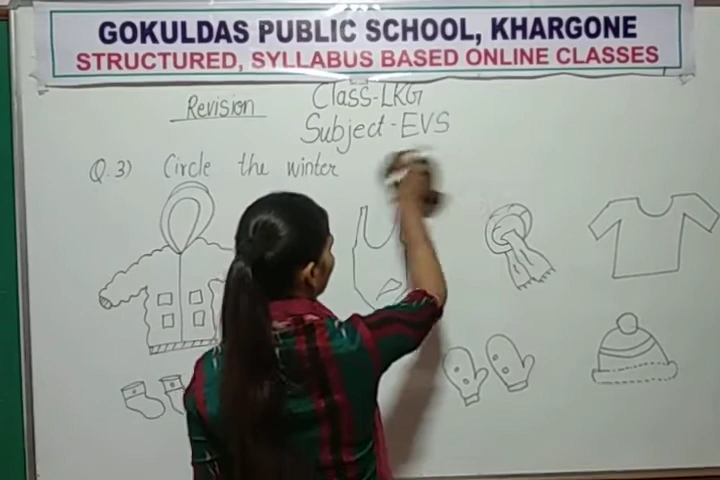 GOKULDAS PUBLIC SCHOOL, KHARGONE
STRUCTURED, SYLLABUS BASED ONLINE CLASSES
Revision
Class-LKG
Subject-EVS
Q.3) Circle the winter